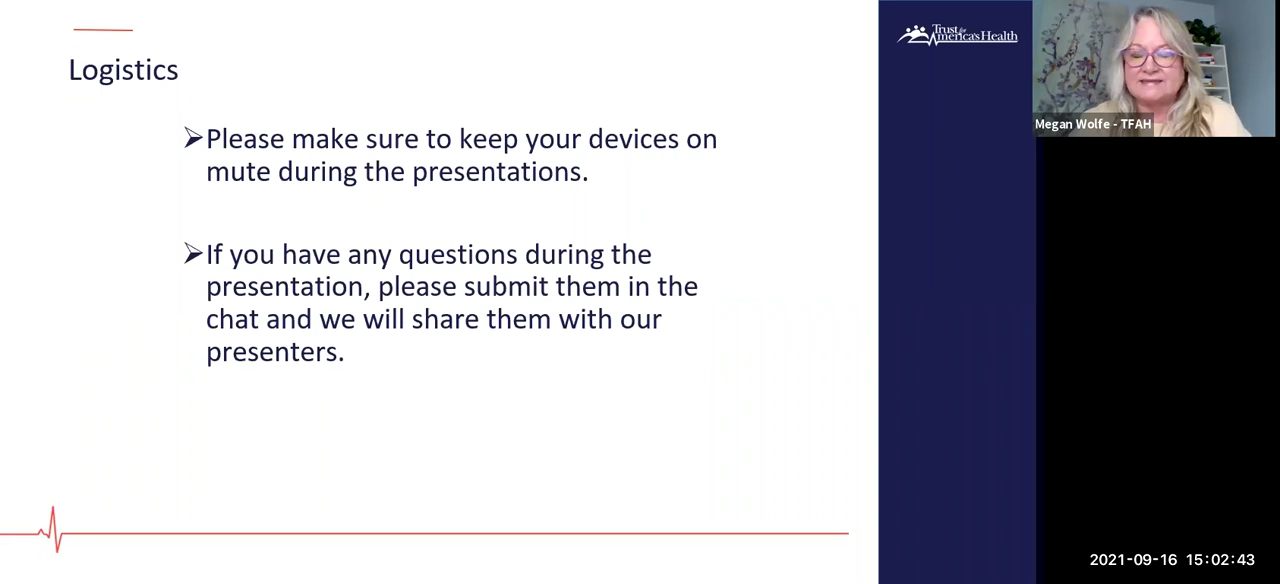 Logistics
➢Please make sure to keep your devices on
mute during the presentations.
➢If you have any questions during the
presentation, please submit them in the
chat and we will share them with our
presenters.
Trust for
America'sHealth
Megan Wolfe - TFAH
2021-09-16 15:02:43